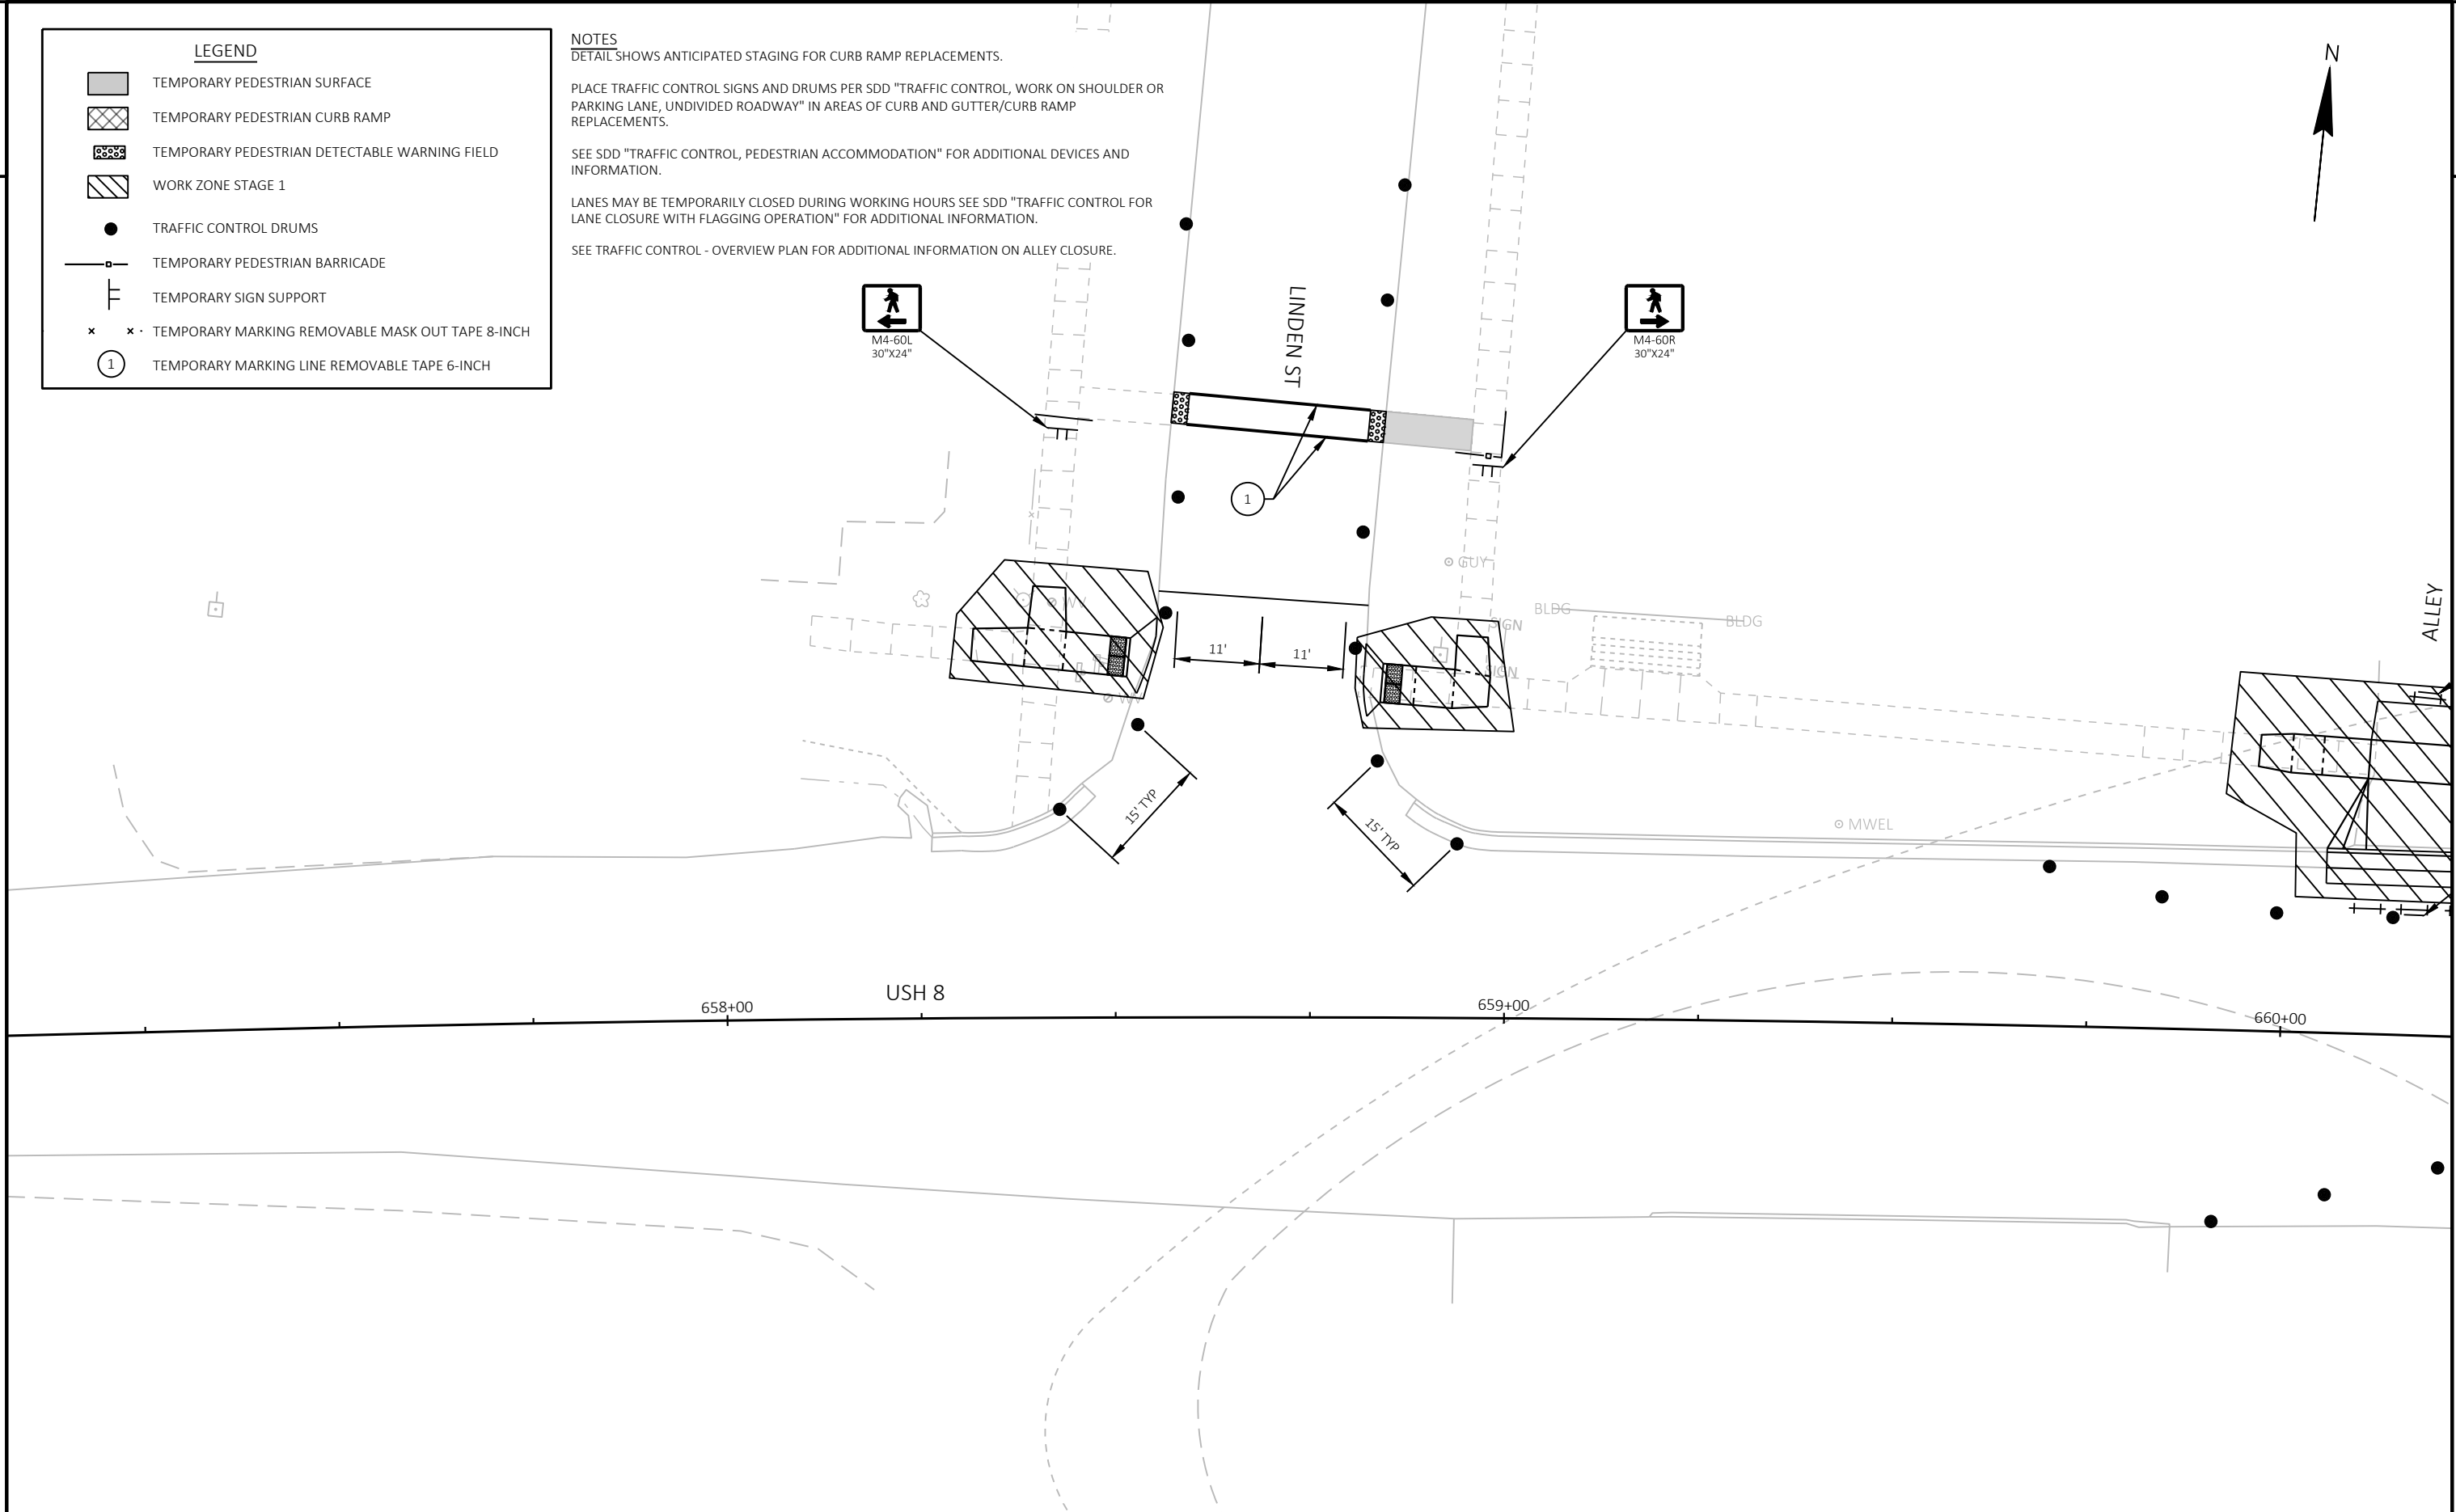 LEGEND
TEMPORARY PEDESTRIAN SURFACE
TEMPORARY PEDESTRIAN CURB RAMP
TEMPORARY PEDESTRIAN DETECTABLE WARNING FIELD
WORK ZONE STAGE 1
TRAFFIC CONTROL DRUMS
TEMPORARY PEDESTRIAN BARRICADE
TEMPORARY SIGN SUPPORT
TEMPORARY MARKING REMOVABLE MASK OUT TAPE 8-INCH
1 TEMPORARY MARKING LINE REMOVABLE TAPE 6-INCH
NOTES
DETAIL SHOWS ANTICIPATED STAGING FOR CURB RAMP REPLACEMENTS.
PLACE TRAFFIC CONTROL SIGNS AND DRUMS PER SDD "TRAFFIC CONTROL, WORK ON SHOULDER OR
PARKING LANE, UNDIVIDED ROADWAY" IN AREAS OF CURB AND GUTTER/CURB RAMP
REPLACEMENTS.
SEE SDD "TRAFFIC CONTROL, PEDESTRIAN ACCOMMODATION" FOR ADDITIONAL DEVICES AND
INFORMATION.
LANES MAY BE TEMPORARILY CLOSED DURING WORKING HOURS SEE SDD "TRAFFIC CONTROL FOR
LANE CLOSURE WITH FLAGGING OPERATION" FOR ADDITIONAL INFORMATION.
SEE TRAFFIC CONTROL - OVERVIEW PLAN FOR ADDITIONAL INFORMATION ON ALLEY CLOSURE.
N
M4-60L
30"X24"
LINDEN ST
M4-60R
30"X24"
1
GUY
WV
WV
11'
11'
SIGN
SIGN
BLDG
BLDG
ALLEY
15' TYP
15' TYP
MWEL
USH 8
658+00
659+00
660+00